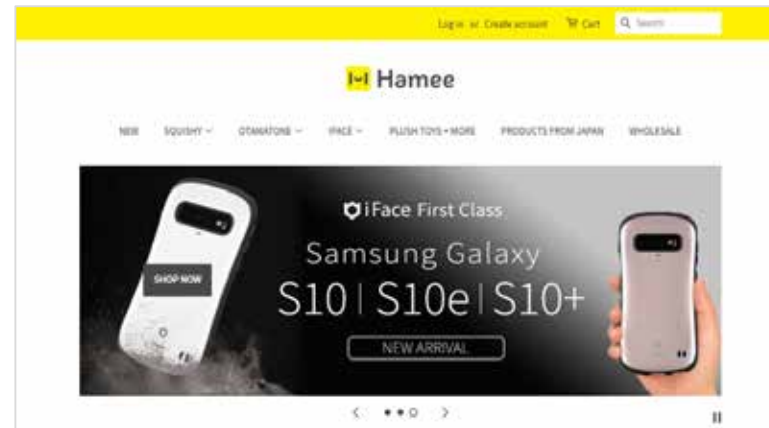 Log in or Create account Cart Search
Hamee
NEW SQUISHY OTAMATONE IFACE PLUSH TOYS + MORE PRODUCTS FROM JAPAN WHOLESALE
iFace First Class
Samsung Galaxy
SHOP NOW
S10 | S10e | S10+
NEW ARRIVAL